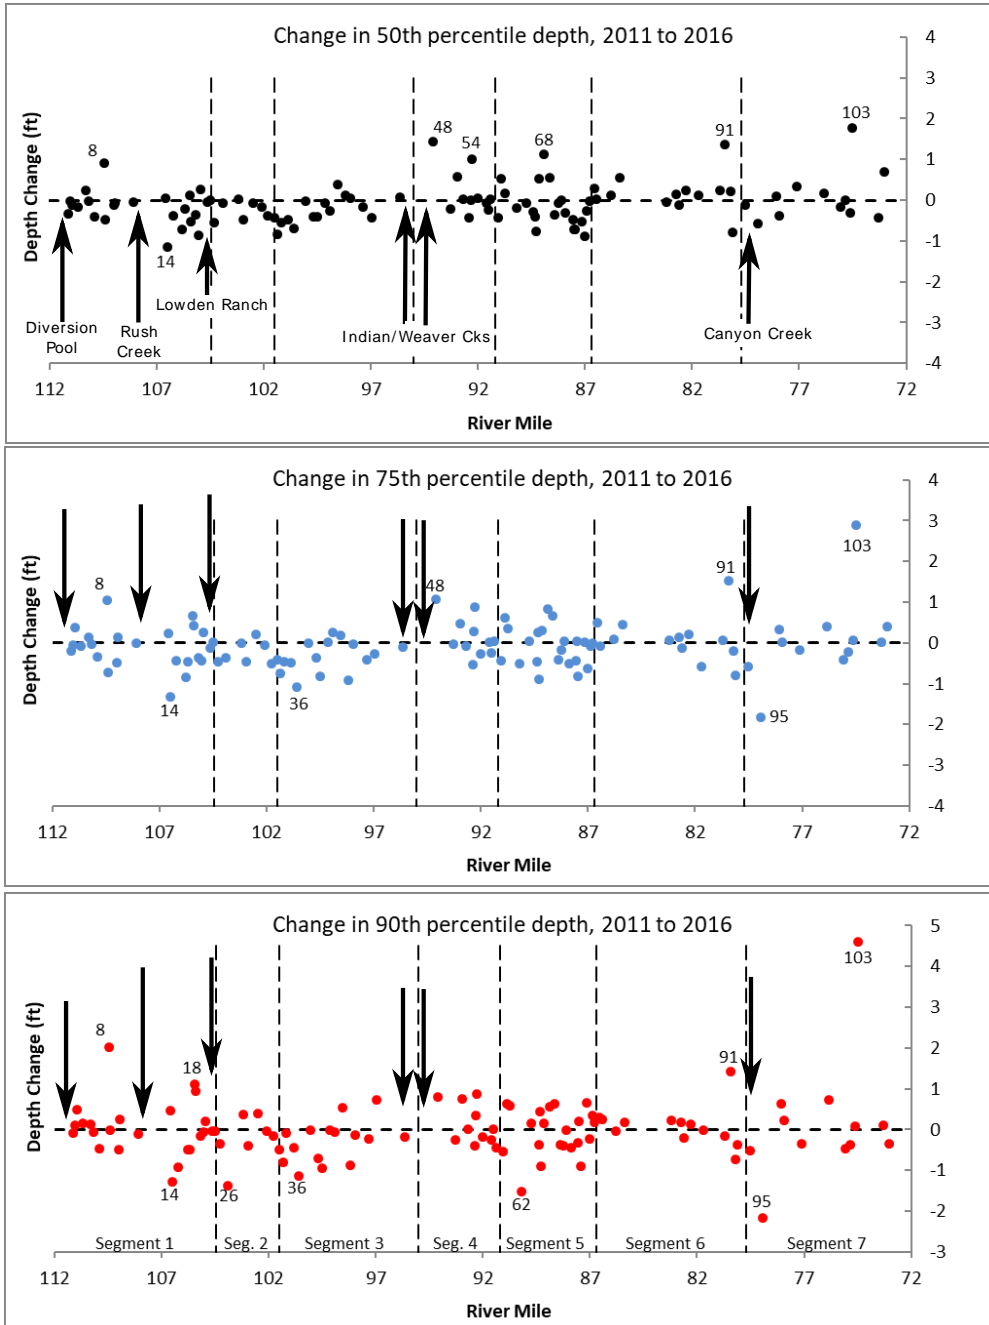 Change in 50th percentile depth, 2011 to 2016
Depth Change (ft)
4
3
2
1
0
-1
-2
-3
-4
8
14
48
54
68
91
103
Diversion
Pool
Rush
Creek
Lowden Ranch
Indian/Weaver Cks
Canyon Creek
112 107 102 97 92 87 82 77 72
River Mile
Change in 75th percentile depth, 2011 to 2016
Depth Change (ft)
4
3
2
1
0
-1
-2
-3
-4
8
14
36
48
91
95
103
112 107 102 97 92 87 82 77 72
River Mile
Change in 90th percentile depth, 2011 to 2016
Depth Change (ft)
5
4
3
2
1
0
-1
-2
-3
8
14
18
26
36
62
91
95
103
Segment 1 Seg. 2 Segment 3 Seg. 4 Segment 5 Segment 6 Segment 7
112 107 102 97 92 87 82 77 72
River Mile